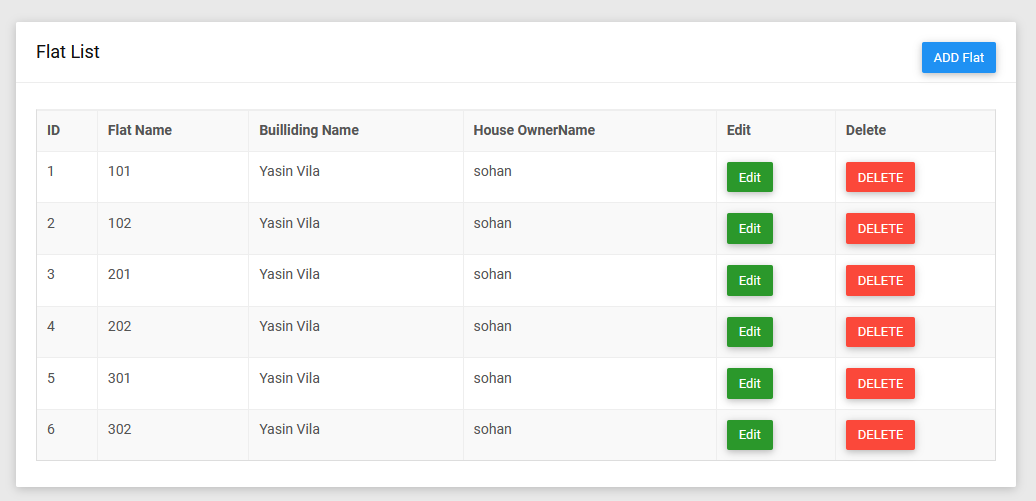 Flat List
ADD Flat
ID Flat Name Builliding Name House OwnerName Edit Delete
1 101 Yasin Vila sohan Edit DELETE
2 102 Yasin Vila sohan Edit DELETE
3 201 Yasin Vila sohan Edit DELETE
4 202 Yasin Vila sohan Edit DELETE
5 301 Yasin Vila sohan Edit DELETE
6 302 Yasin Vila sohan Edit DELETE